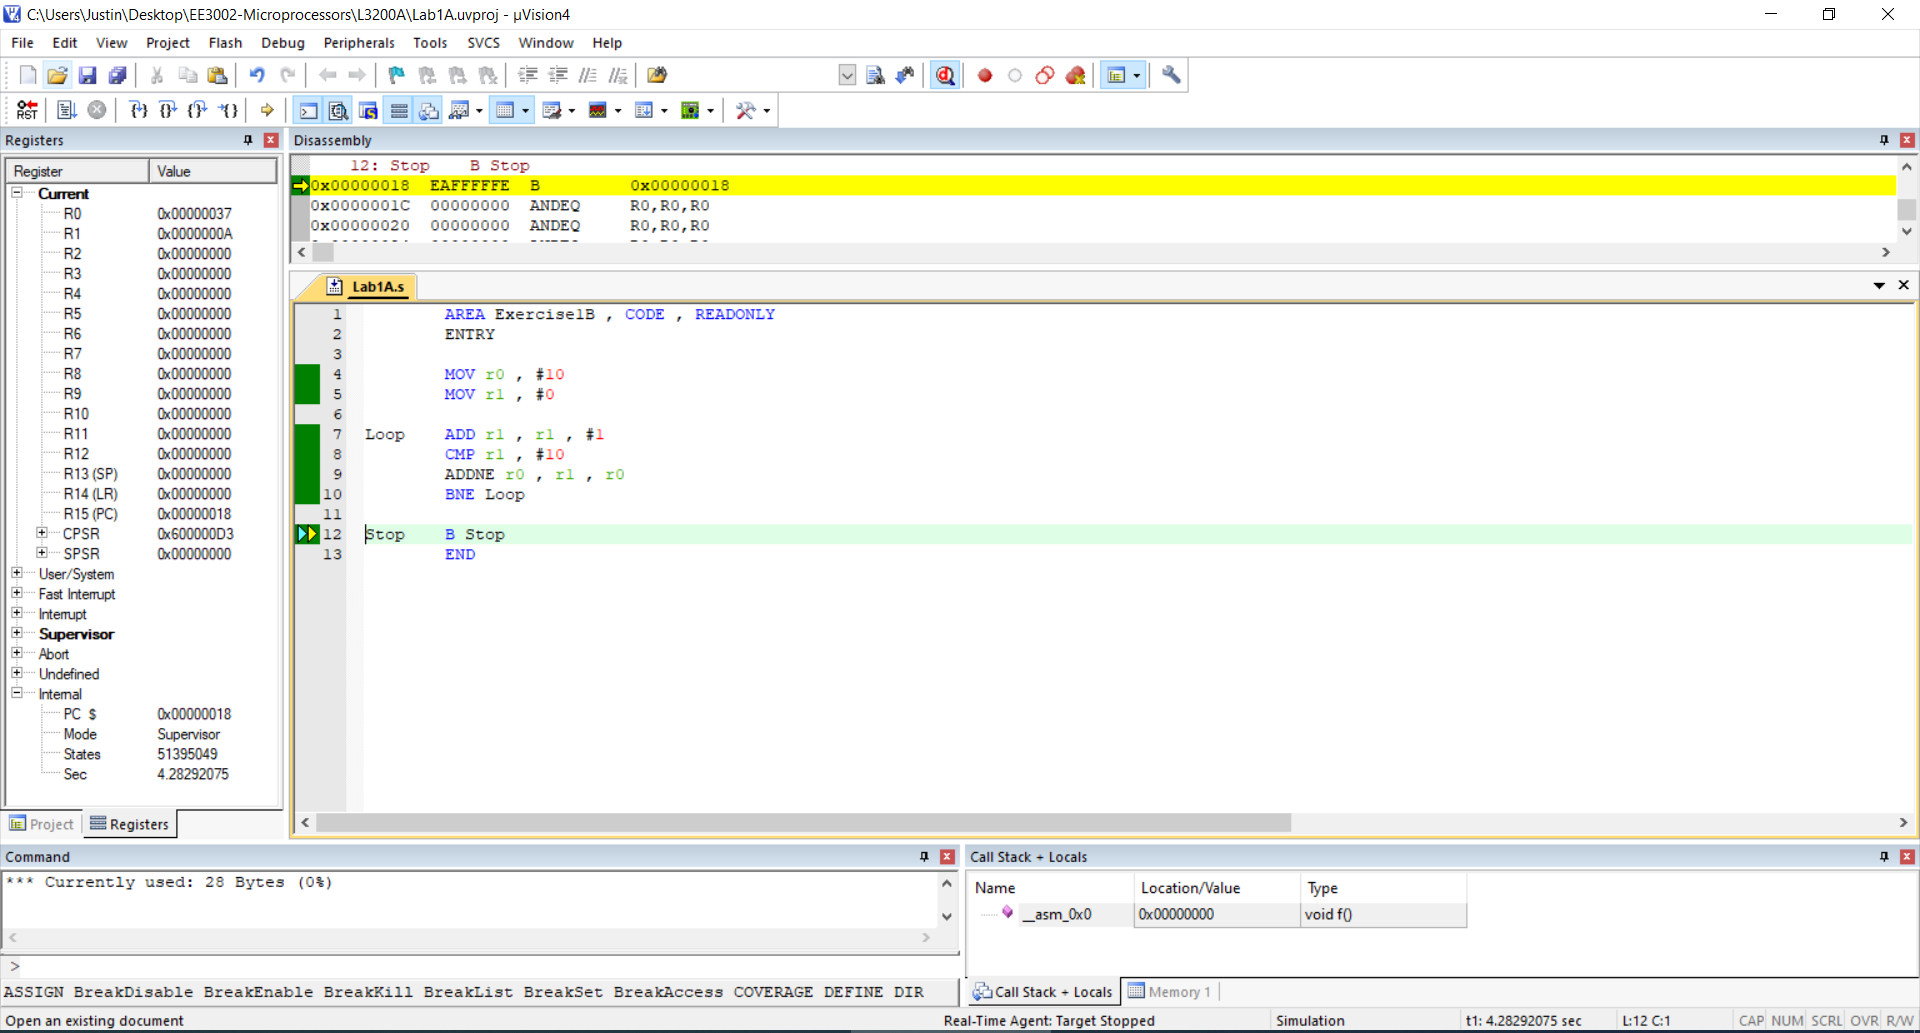 C:\Users\Justin\Desktop\EE3002-Microprocessors\L3200A\Lab1A.uvproj - µVision4
File Edit View Project Flash Debug Peripherals Tools SVCS Window Help
RST
Registers
Register Value
Current
R0 0x00000037
R1 0x0000000A
R2 0x00000000
R3 0x00000000
R4 0x00000000
R5 0x00000000
R6 0x00000000
R7 0x00000000
R8 0x00000000
R9 0x00000000
R10 0x00000000
R11 0x00000000
R12 0x00000000
R13 (SP) 0x00000000
R14 (LR) 0x00000000
R15 (PC) 0x00000018
CPSR 0x600000D3
SPSR 0x00000000
User/System
Fast Interrupt
Interrupt
Supervisor
Abort
Undefined
Internal
PC $ 0x00000018
Mode Supervisor
States 51395049
Sec 4.28292075
Project Registers
Disassembly
12: Stop B Stop
0x00000018 EAFFFFFE B 0x00000018
0x0000001C 00000000 ANDEQ R0,R0,R0
0x00000020 00000000 ANDEQ R0,R0,R0
Lab1A.s
1 AREA Exercise1B , CODE , READONLY
2 ENTRY
3
4 MOV r0 , #10
5 MOV r1 , #0
6
7 Loop ADD r1 , r1 , #1
8 CMP r1 , #10
9 ADDNE r0 , r1 , r0
10 BNE Loop
11
12 Stop B Stop
13 END
Command
*** Currently used: 28 Bytes (0%)
>
ASSIGN BreakDisable BreakEnable BreakKill BreakList BreakSet BreakAccess COVERAGE DEFINE DIR
Call Stack + Locals
Name Location/Value Type
__asm_0x0 0x00000000 void f()
Call Stack + Locals Memory 1
Open an existing document Real-Time Agent: Target Stopped Simulation t1: 4.28292075 sec L:12 C:1 CAP NUM SCRL OVR R/W